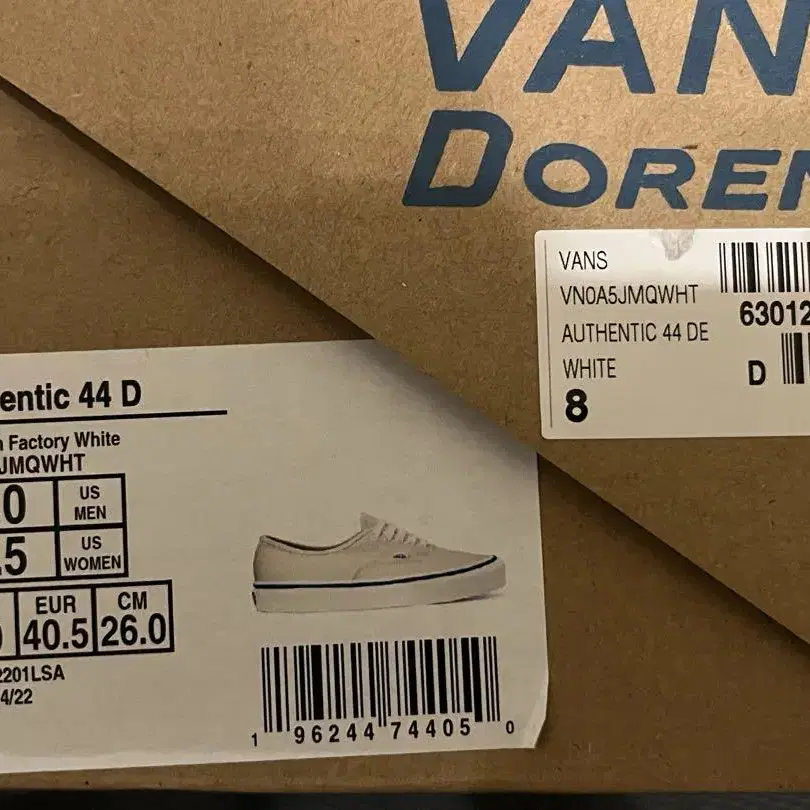 VAN
DOREN
VANS
VN0A5JMQWHT
AUTHENTIC 44 DE
WHITE
8
63012
D
entic 44 D
Factory White
JMQWHT
.0 US MEN
.5 US WOMEN
EUR 40.5
CM 26.0
2201LSA
4/22
1 96244 74405 0